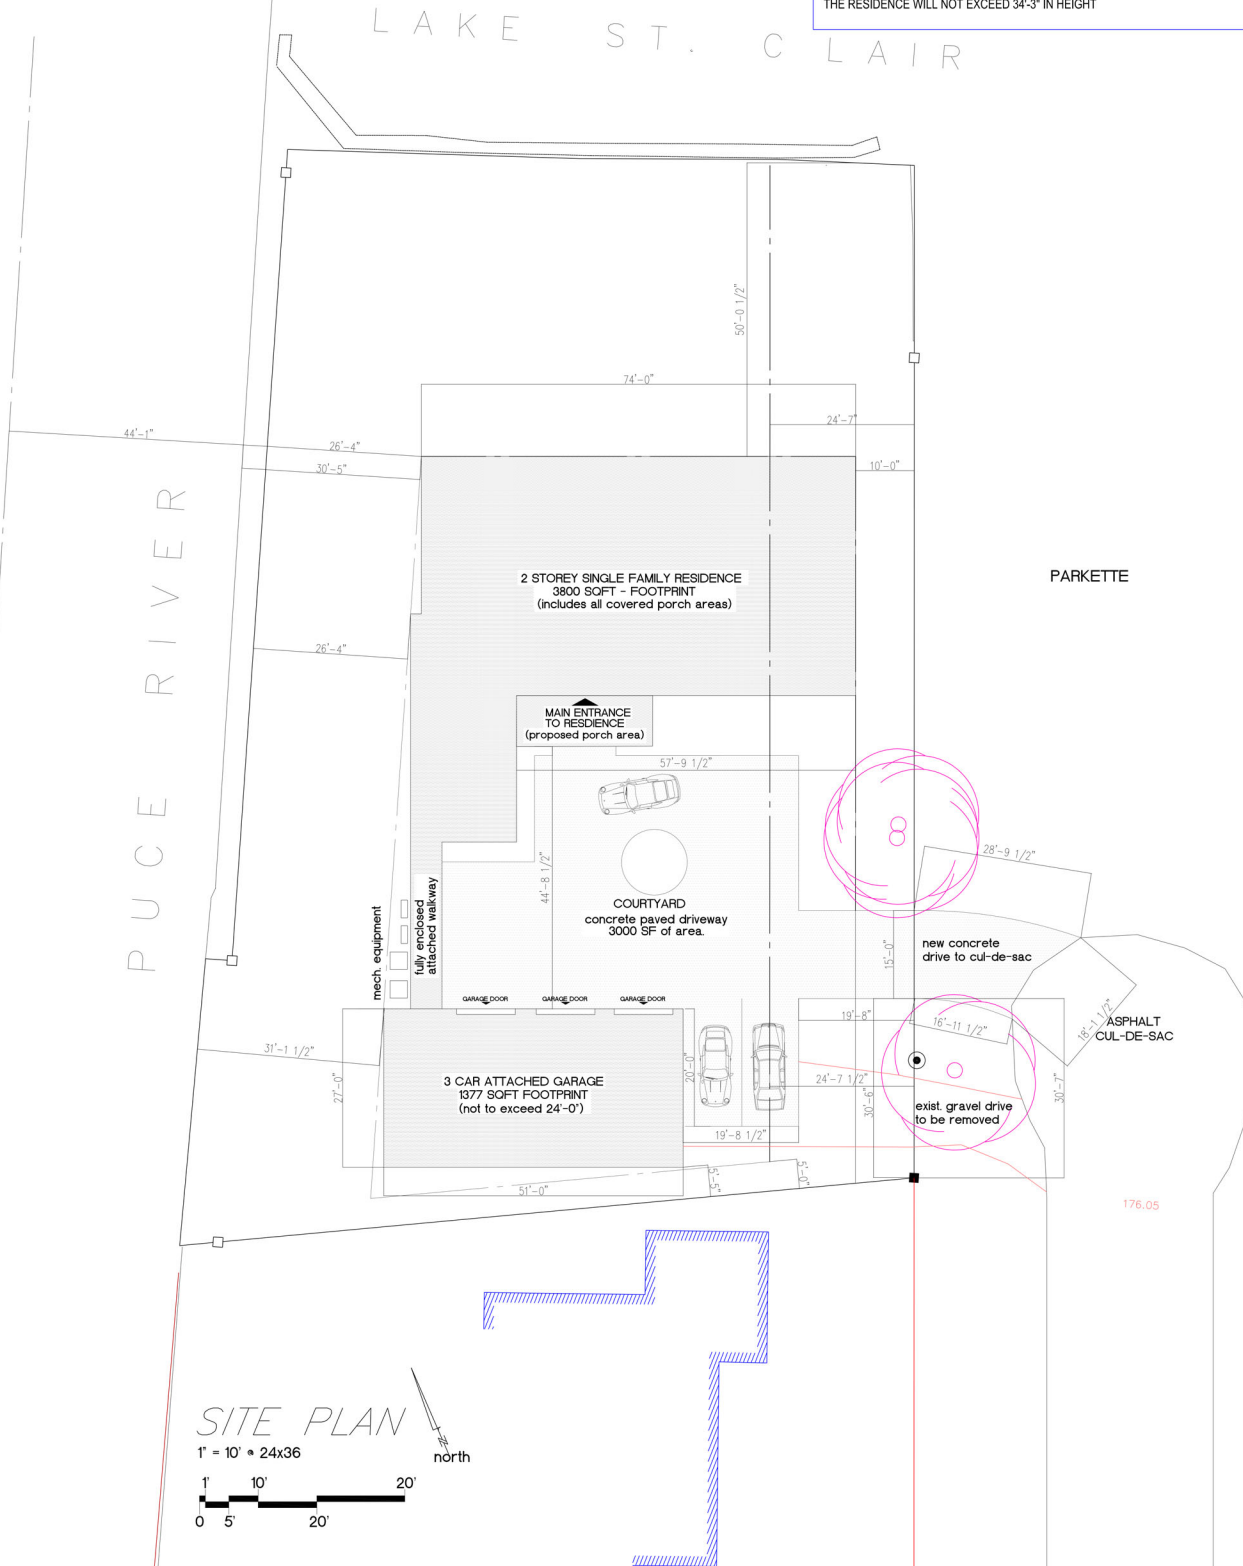 THE RESIDENCE WILL NOT EXCEED 34'-3" IN HEIGHT
LAKE ST. CLAIR
50'-0 1/2"
74'-0"
24'-7"
44'-1"
26'-4"
30'-5"
10'-0"
PUCE RIVER
2 STOREY SINGLE FAMILY RESIDENCE
3800 SQFT - FOOTPRINT
(includes all covered porch areas)
PARKETTE
26'-4"
MAIN ENTRANCE
TO RESDIENCE
(proposed porch area)
57'-9 1/2"
28'-9 1/2"
44'-8 1/2"
COURTYARD
concrete paved driveway
3000 SF of area.
mech. equipment
fully enclosed
attached walkway
15'-0"
new concrete
drive to cul-de-sac
GARAGE DOOR
GARAGE DOOR
GARAGE DOOR
19'-8"
16'-11 1/2"
18'-1 1/2"
ASPHALT
CUL-DE-SAC
31'-1 1/2"
27'-0"
3 CAR ATTACHED GARAGE
1377 SQFT FOOTPRINT
(not to exceed 24'-0")
20'-0"
24'-7 1/2"
30'-6"
30'-7"
exist. gravel drive
to be removed
19'-8 1/2"
51'-0"
5'-5"
5'-0"
176.05
SITE PLAN
1" = 10' @ 24x36
N
north
1' 10' 20'
0 5' 20'